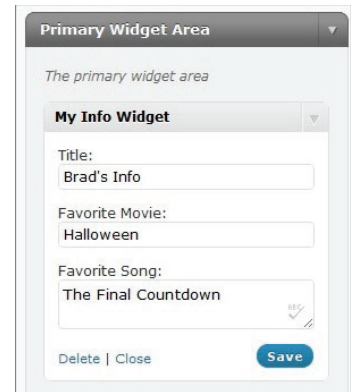 Primary Widget Area
The primary widget area
My Info Widget
Title:
Brad's Info
Favorite Movie:
Halloween
Favorite Song:
The Final Countdown
ABC
Delete | Close
Save